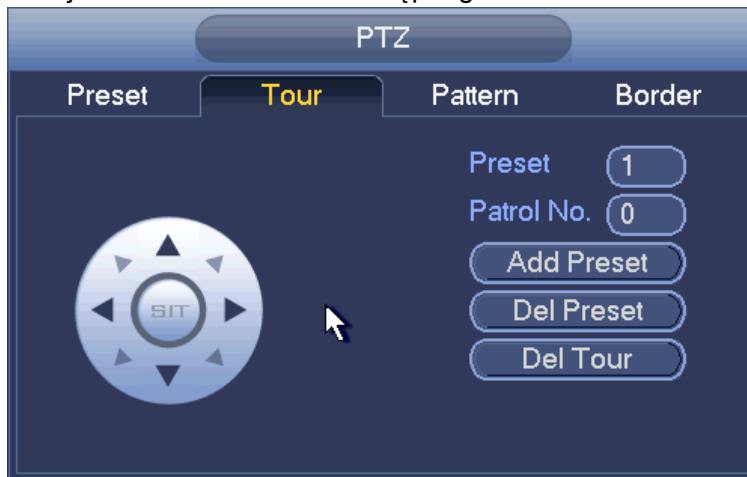 PTZ
Preset Tour Pattern Border
Preset 1
Patrol No. 0
Add Preset
SIT
Del Preset
Del Tour